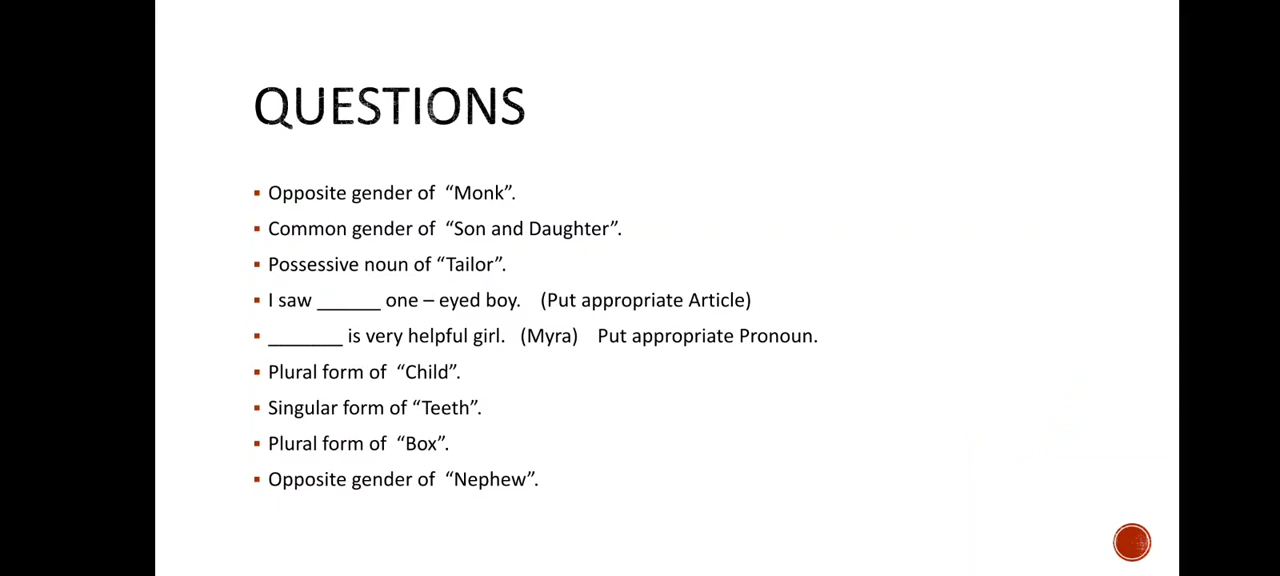 QUESTIONS
Opposite gender of “Monk”.
Common gender of “Son and Daughter”.
Possessive noun of “Tailor”.
I saw ______ one – eyed boy. (Put appropriate Article)
_______ is very helpful girl. (Myra) Put appropriate Pronoun.
Plural form of “Child”.
Singular form of “Teeth”.
Plural form of “Box”.
Opposite gender of “Nephew”.